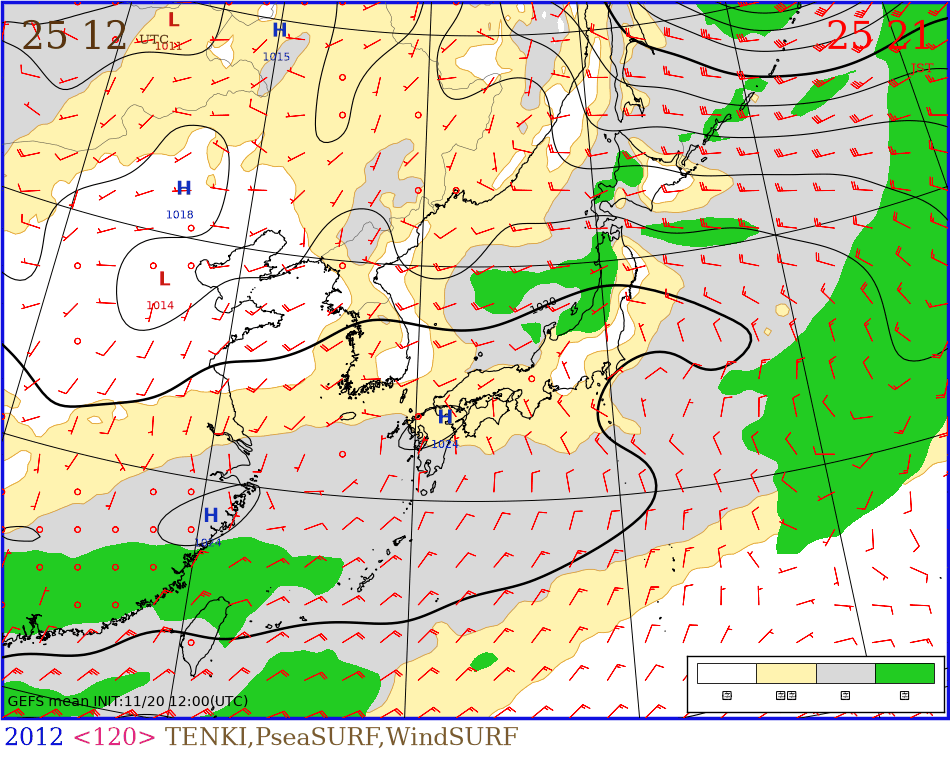 25 12 UTC
25 21
JST
L
1011
H
1015
H
1018
L
1014
1020
H
1024
H
1024
GEFS mean INIT:11/20 12:00(UTC)
2012 <120> TENKI,PseaSURF,WindSURF